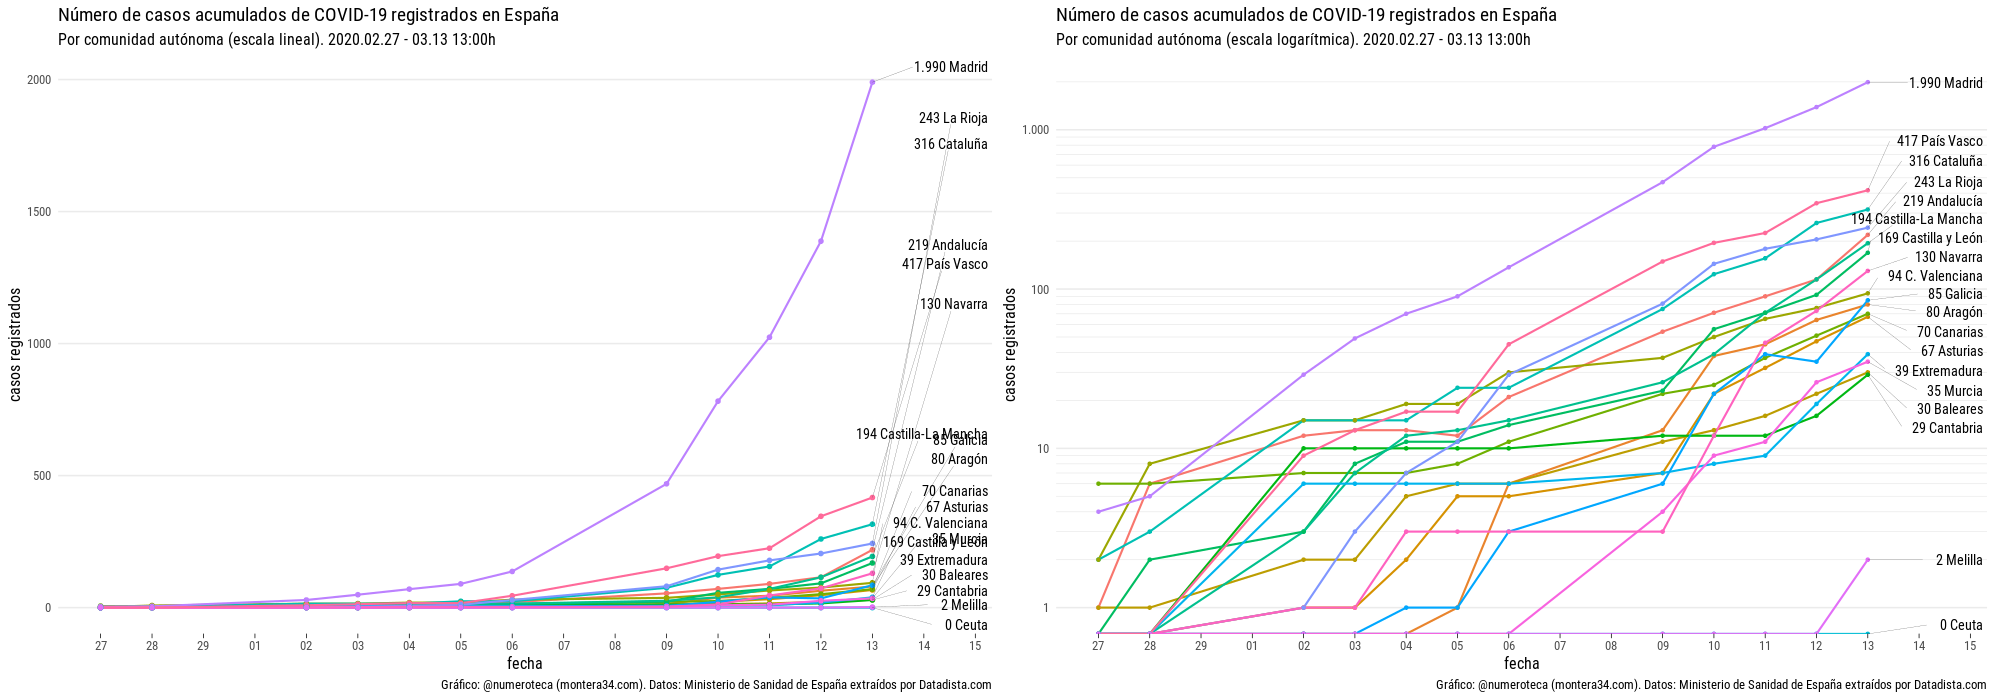 Número de casos acumulados de COVID-19 registrados en España
Por comunidad autónoma (escala lineal). 2020.02.27 - 03.13 13:00h
casos registrados
2000
1500
1000
500
0
1.990 Madrid
243 La Rioja
316 Cataluña
219 Andalucía
417 País Vasco
130 Navarra
194 Castilla-La Mancha
85 Galicia
80 Aragón
70 Canarias
67 Asturias
94 C. Valenciana
35 Murcia
169 Castilla y León
39 Extremadura
30 Baleares
29 Cantabria
2 Melilla
0 Ceuta
27 28 01 02 03 04 05 06 07 08 09 10 11 12 13 14 15
fecha
Gráfico: @numeroteca (montera34.com). Datos: Ministerio de Sanidad de España extraídos por Datadista.com
Número de casos acumulados de COVID-19 registrados en España
Por comunidad autónoma (escala logarítmica). 2020.02.27 - 03.13 13:00h
casos registrados
1.000
100
10
1
1.990 Madrid
417 País Vasco
316 Cataluña
243 La Rioja
219 Andalucía
194 Castilla-La Mancha
169 Castilla y León
130 Navarra
94 C. Valenciana
85 Galicia
80 Aragón
70 Canarias
67 Asturias
39 Extremadura
35 Murcia
30 Baleares
29 Cantabria
2 Melilla
0 Ceuta
27 28 01 02 03 04 05 06 07 08 09 10 11 12 13 14 15
fecha
Gráfico: @numeroteca (montera34.com). Datos: Ministerio de Sanidad de España extraídos por Datadista.com